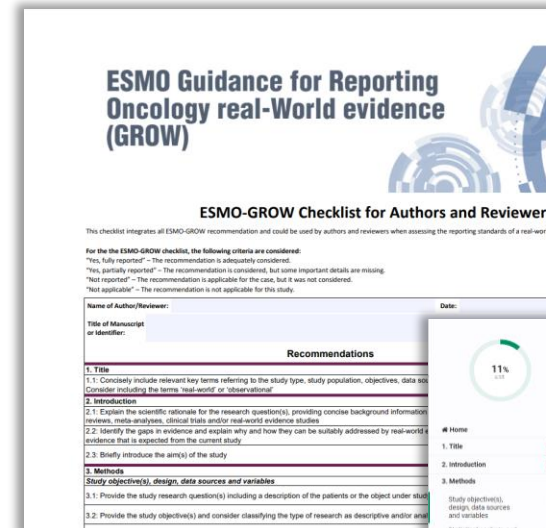 ESMO Guidance for Reporting
Oncology real-World evidence
(GROW)
ESMO-GROW Checklist for Authors and Reviewer
This checklist integrates all ESMO-GROW recommendation and could be used by authors and reviewers when assessing the reporting standards of a real-wor
For the the ESMO-GROW checklist, the following criteria are considered:
"Yes, fully reported" – The recommendation is adequately considered.
"Yes, partially reported" – The recommendation is considered, but some important details are missing.
"Not reported" – The recommendation is applicable for the case, but it was not considered.
"Not applicable" – The recommendation is not applicable for this study.
Name of Author/Reviewer: Date:
Title of Manuscript
or Identifier:
Recommendations
1. Title
1.1: Concisely include relevant key terms referring to the study type, study population, objectives, data sou
Consider including the terms 'real-world' or 'observational'
2. Introduction
2.1: Explain the scientific rationale for the research question(s), providing concise background information
reviews, meta-analyses, clinical trials and/or real-world evidence studies
2.2: Identify the gaps in evidence and explain why and how they can be suitably addressed by real-world e
evidence that is expected from the current study
2.3: Briefly introduce the aim(s) of the study
3. Methods
Study objective(s), design, data sources and variables
3.1: Provide the study research question(s) including a description of the patients or the object under stud
3.2: Provide the study objective(s) and consider classifying the type of research as descriptive and/or anal
11%
Home
1. Title
2. Introduction
3. Methods
Study objective(s),
design, data sources
and variables